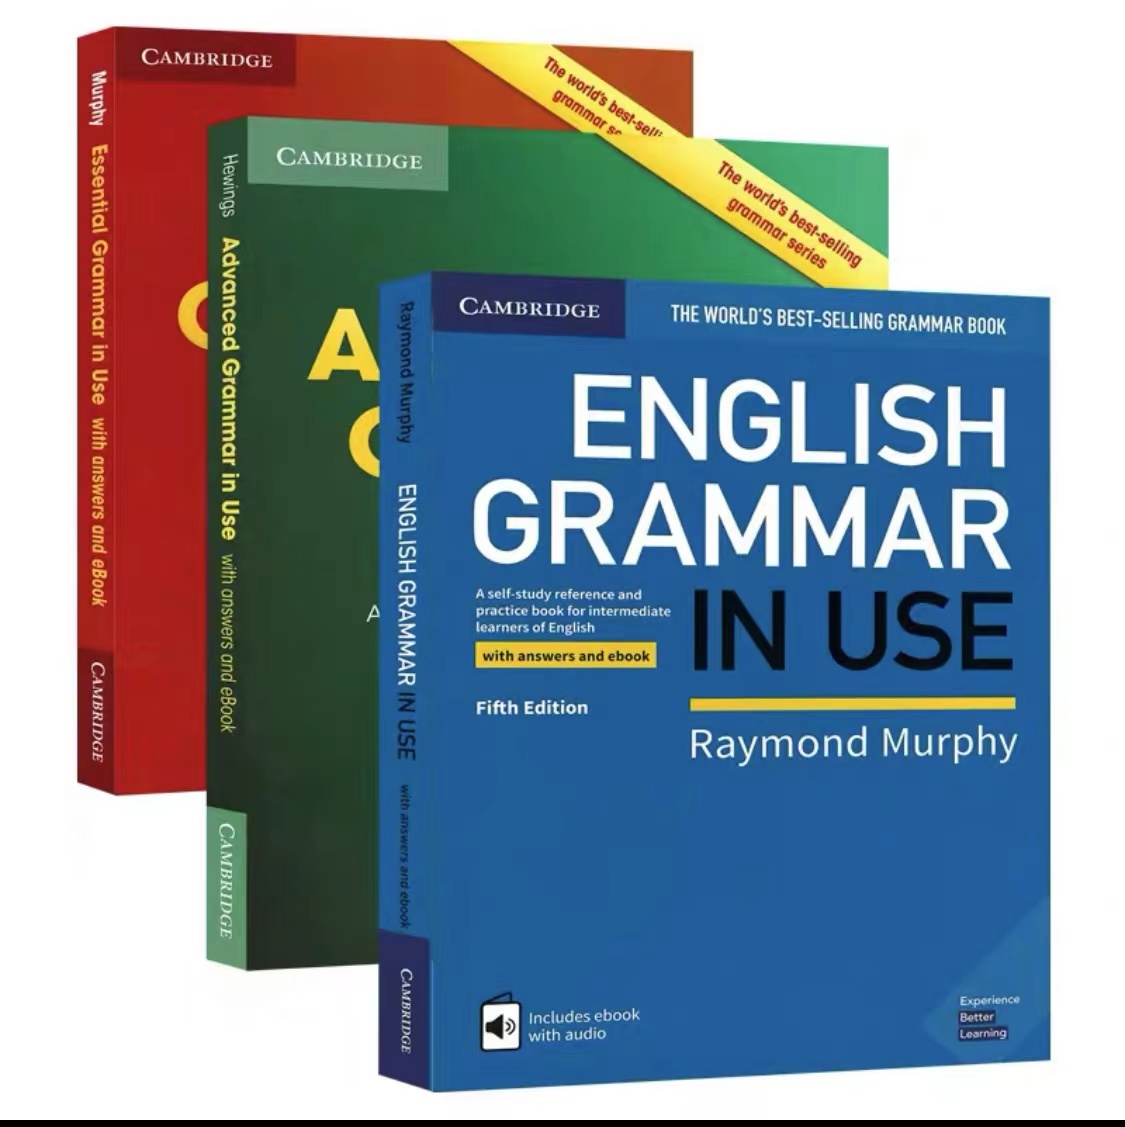 CAMBRIDGE
The world's best-selli
grammar se
Murphy Essential Grammar in Use with answers and eBook
CAMBRIDGE
CAMBRIDGE
The world's best-selling
grammar series
Hewings Advanced Grammar in Use with answers and eBook
CAMBRIDGE
A
CAMBRIDGE
THE WORLD'S BEST-SELLING GRAMMAR BOOK
Raymond Murphy ENGLISH GRAMMAR IN USE with answers and ebook
CAMBRIDGE
ENGLISH
GRAMMAR
IN USE
A self-study reference and
practice book for intermediate
learners of English
with answers and ebook
Fifth Edition
Raymond Murphy
Includes ebook
with audio
Experience
Better
Learning